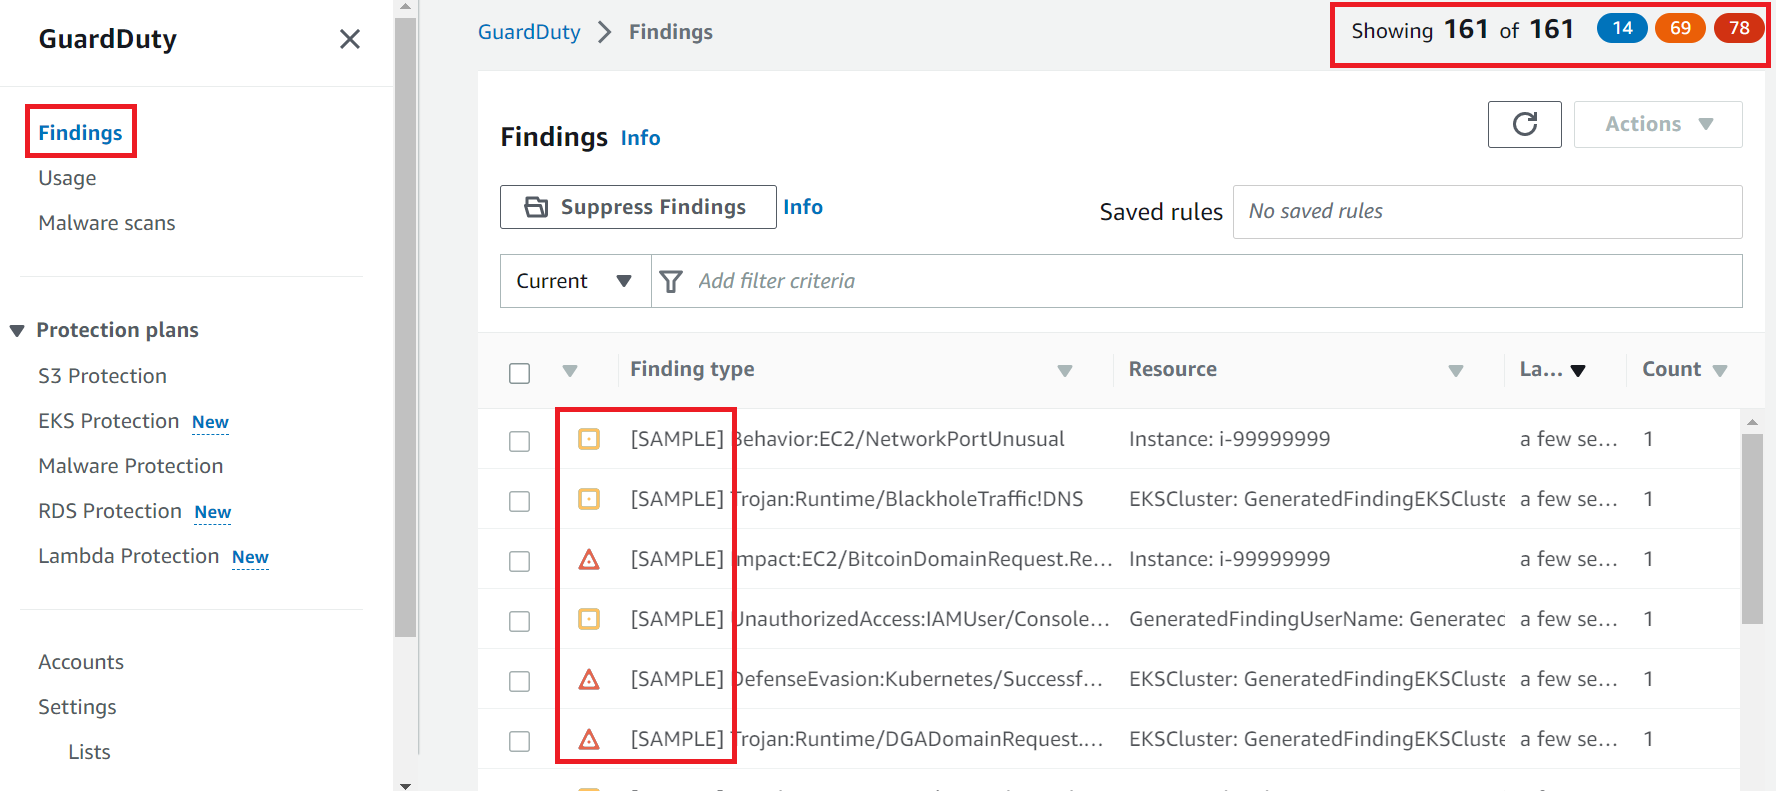 GuardDuty
Findings
Usage
Malware scans
Protection plans
S3 Protection
EKS Protection New
Malware Protection
RDS Protection New
Lambda Protection New
Accounts
Settings
Lists
GuardDuty > Findings
Showing 161 of 161 14 69 78
Findings Info
Actions
Suppress Findings Info
Saved rules No saved rules
Current Add filter criteria
Finding type Resource La... Count
[SAMPLE] Behavior:EC2/NetworkPortUnusual Instance: i-99999999 a few se... 1
[SAMPLE] Trojan:Runtime/BlackholeTraffic!DNS EKSCluster: GeneratedFindingEKSCluste a few se... 1
[SAMPLE] Impact:EC2/BitcoinDomainRequest.Re... Instance: i-99999999 a few se... 1
[SAMPLE] UnauthorizedAccess:IAMUser/Console... GeneratedFindingUserName: Generated a few se... 1
[SAMPLE] DefenseEvasion:Kubernetes/Successf... EKSCluster: GeneratedFindingEKSCluste a few se... 1
[SAMPLE] Trojan:Runtime/DGADomainRequest.... EKSCluster: GeneratedFindingEKSCluste a few se... 1